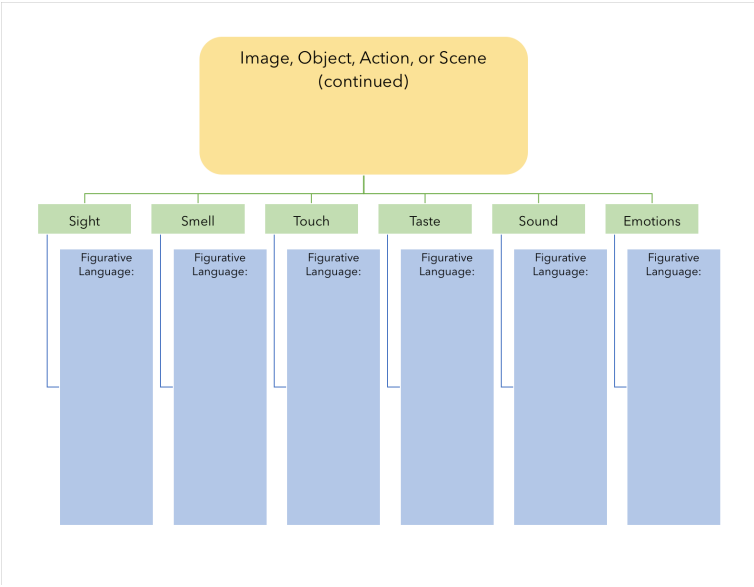 Image, Object, Action, or Scene
(continued)
Sight
Smell
Touch
Taste
Sound
Emotions
Figurative
Language:
Figurative
Language:
Figurative
Language:
Figurative
Language:
Figurative
Language:
Figurative
Language: